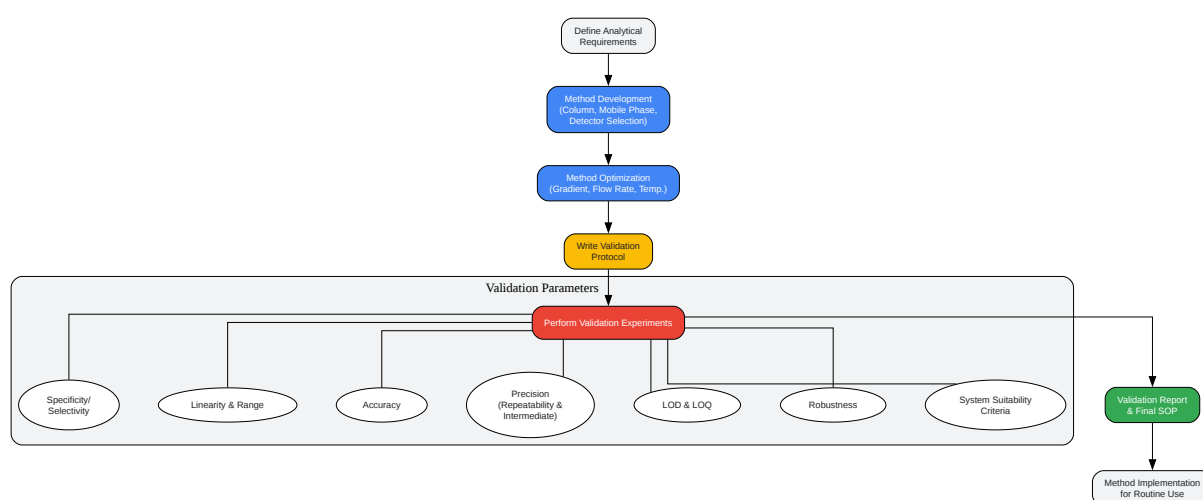 Define Analytical
Requirements
Method Development
(Column, Mobile Phase,
Detector Selection)
Method Optimization
(Gradient, Flow Rate, Temp.)
Write Validation
Protocol
Validation Parameters
Perform Validation Experiments
Specificity/
Selectivity
Linearity & Range
Accuracy
Precision
(Repeatability &
Intermediate)
LOD & LOQ
Robustness
System Suitability
Criteria
Validation Report
& Final SOP
Method Implementation
for Routine Use